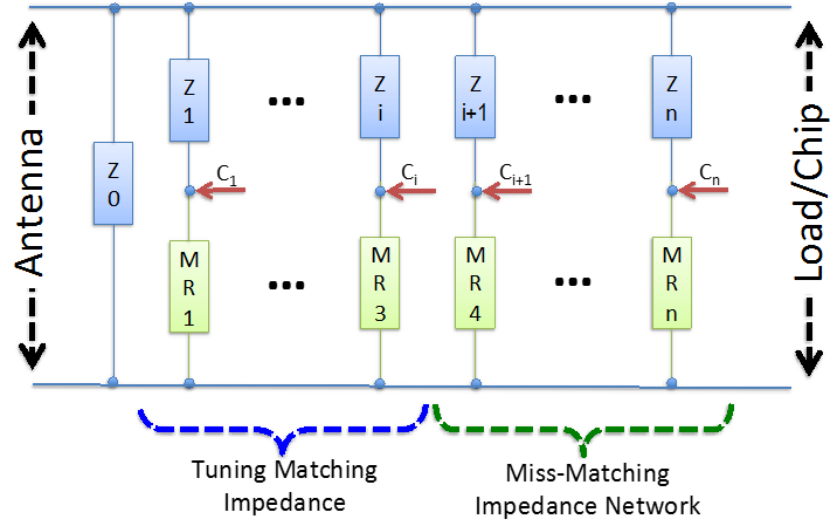 Antenna
Z
0
Z
1
...
Z
i
Z
i+1
...
Z
n
C1
Ci
Ci+1
Cn
M
R
1
...
M
R
3
M
R
4
...
M
R
n
Load/Chip
Tuning Matching
Impedance
Miss-Matching
Impedance Network